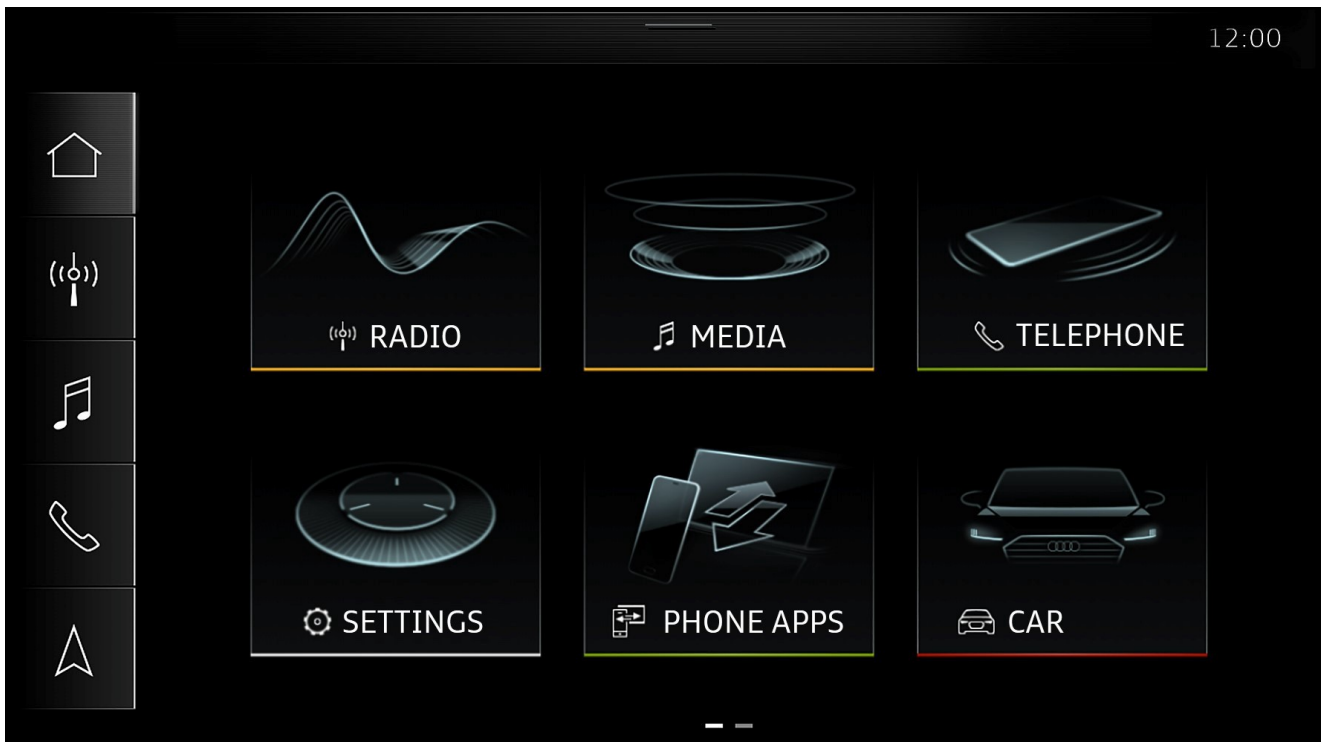 12:00
RADIO
MEDIA
TELEPHONE
SETTINGS
PHONE APPS
CAR